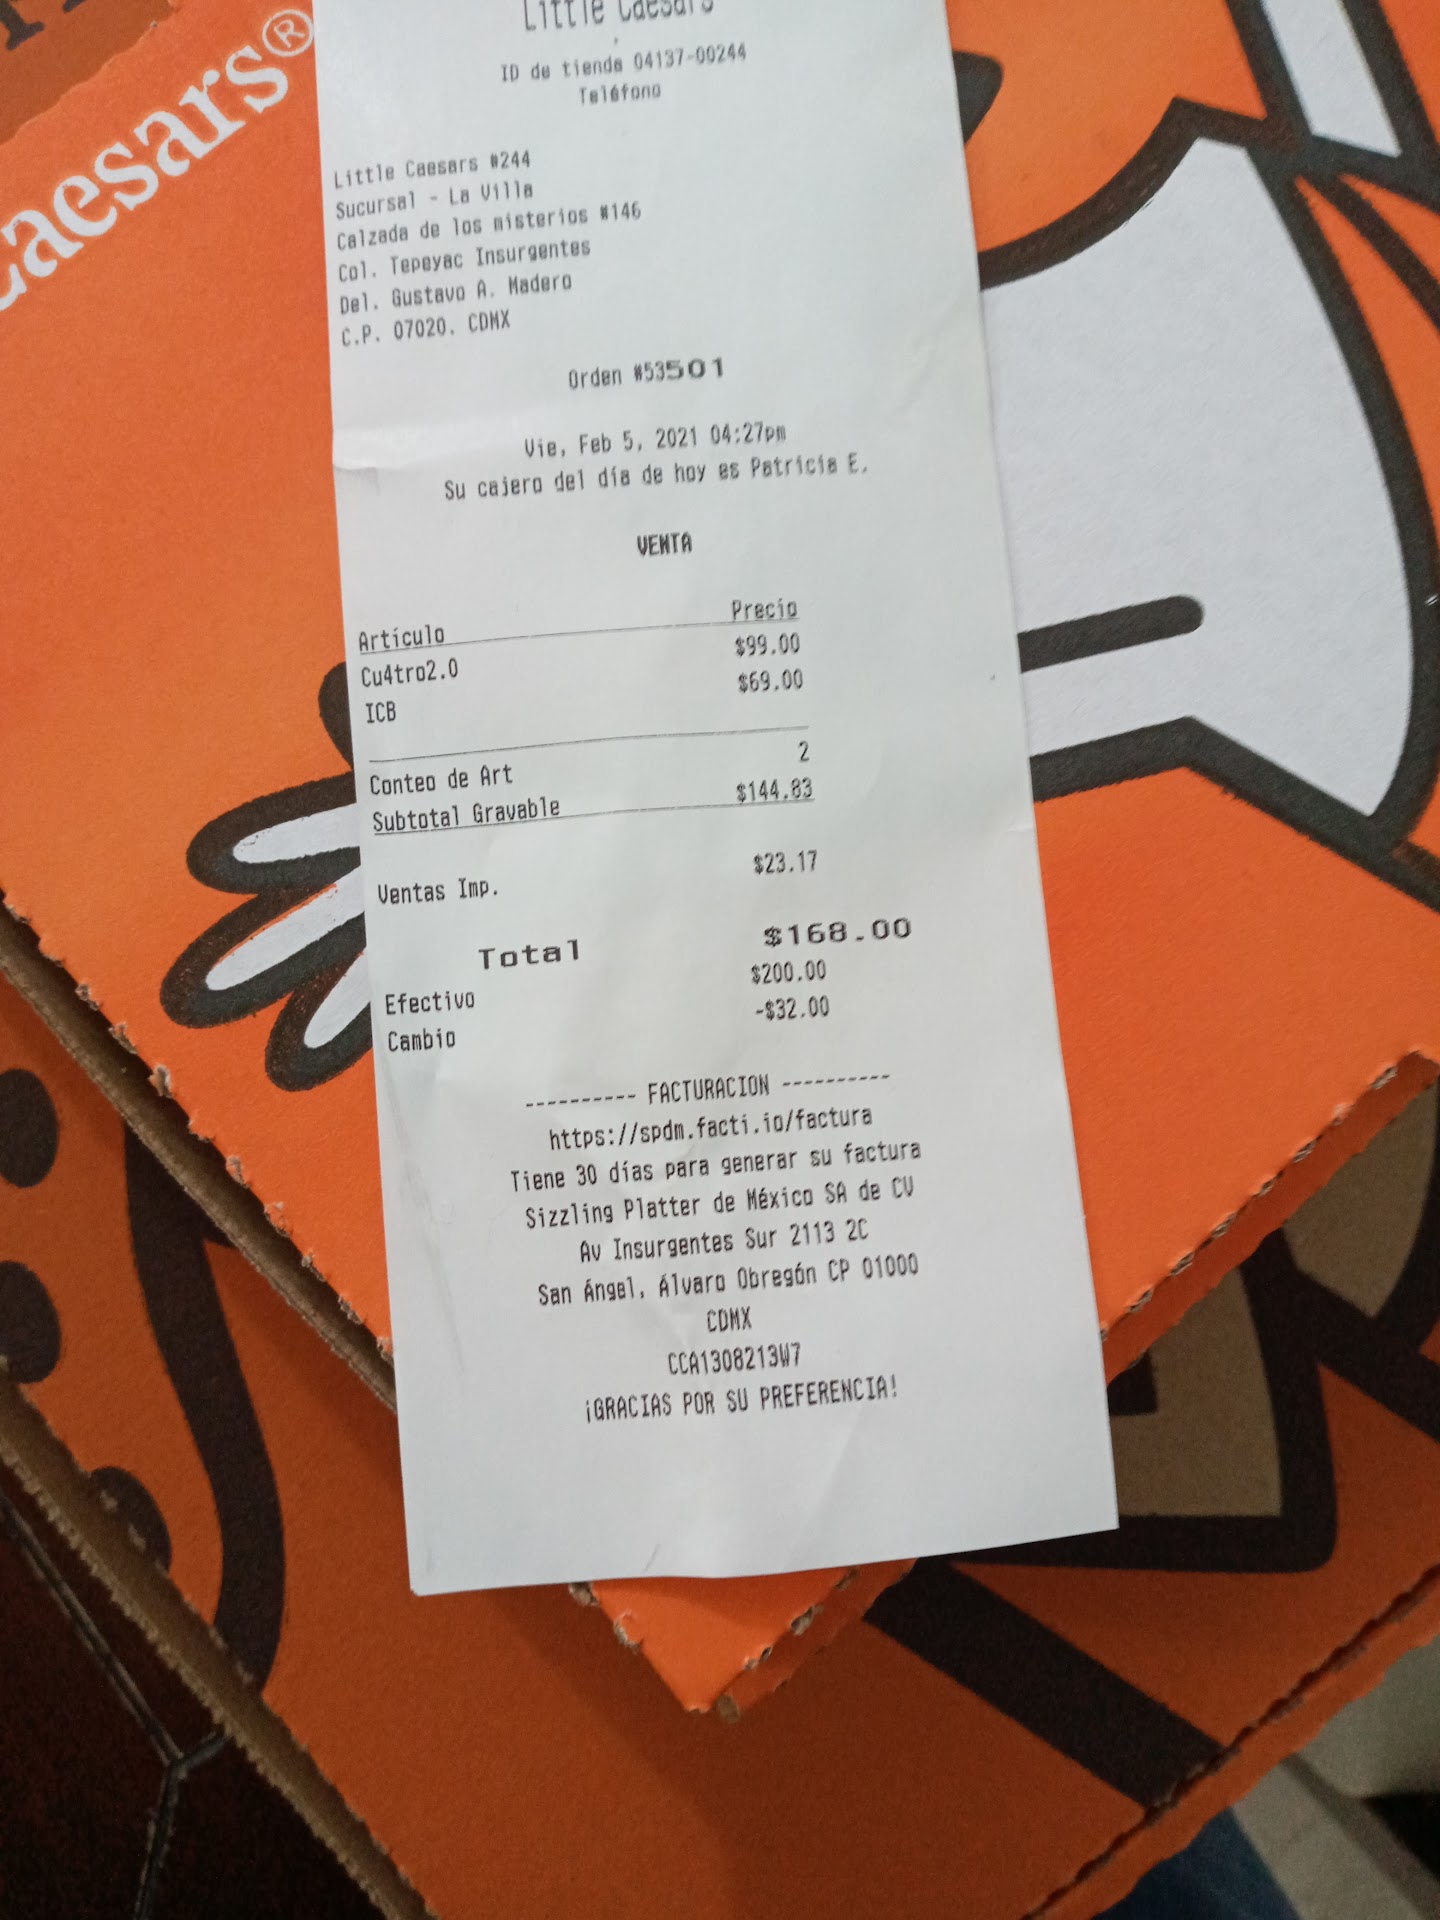 Caesars®
Little Caesars
ID de tienda 04137-00244
Teléfono
Little Caesars #244
Sucursal - La Villa
Calzada de los misterios #146
Col. Tepeyac Insurgentes
Del. Gustavo A. Madero
C.P. 07020. CDMX
Orden #53501
Vie, Feb 5, 2021 04:27pm
Su cajero del día de hoy es Patricia E.
VENTA
Artículo Precio
Cu4tro2.0 $99.00
ICB $69.00
Conteo de Art 2
Subtotal Gravable $144.83
Ventas Imp. $23.17
Total $168.00
Efectivo $200.00
Cambio -$32.00
---------- FACTURACION ----------
https://spdm.facti.io/factura
Tiene 30 días para generar su factura
Sizzling Platter de México SA de CV
Av Insurgentes Sur 2113 2C
San Ángel, Álvaro Obregón CP 01000
CDMX
CCA1308213W7
¡GRACIAS POR SU PREFERENCIA!